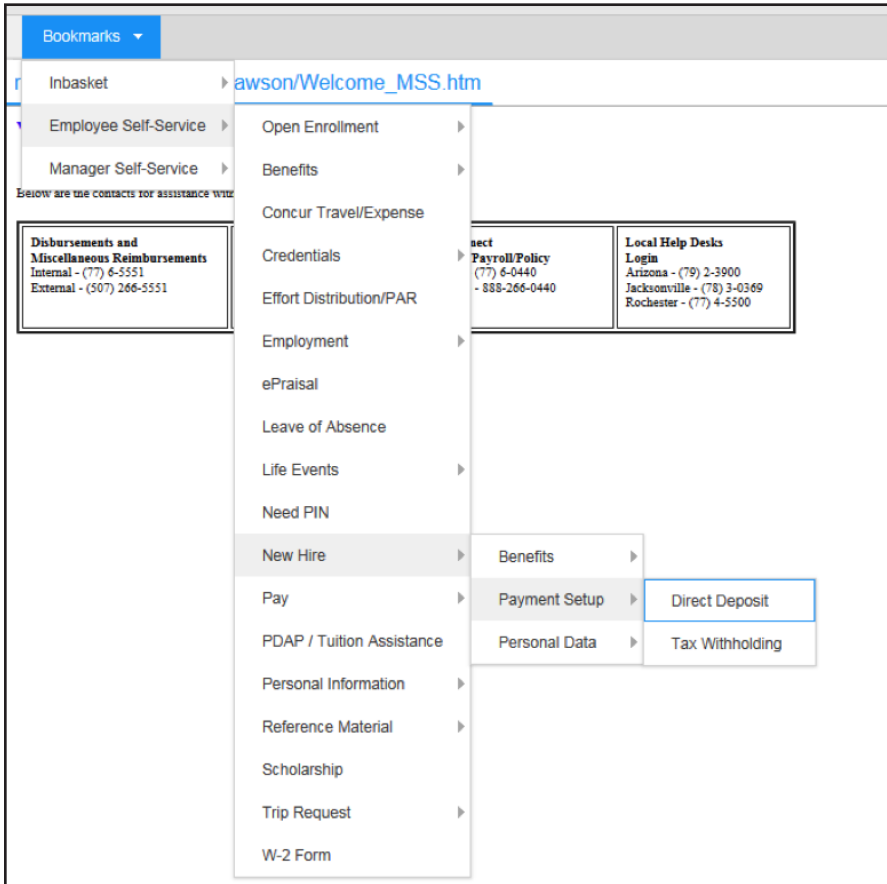 Bookmarks
awson/Welcome_MSS.htm
Inbasket
Employee Self-Service
Manager Self-Service
Below are the contacts for assistance
Disbursements and
Miscellaneous Reimbursements
Internal - (77) 6-5551
External - (507) 266-5551
Payroll/Policy
(77) 6-0440
- 888-266-0440
Local Help Desks
Login
Arizona - (79) 2-3900
Jacksonville - (78) 3-0369
Rochester - (77) 4-5500
Open Enrollment
Benefits
Concur Travel/Expense
Credentials
Effort Distribution/PAR
Employment
ePraisal
Leave of Absence
Life Events
Need PIN
New Hire
Pay
PDAP / Tuition Assistance
Personal Information
Reference Material
Scholarship
Trip Request
W-2 Form
Benefits
Payment Setup
Personal Data
Direct Deposit
Tax Withholding